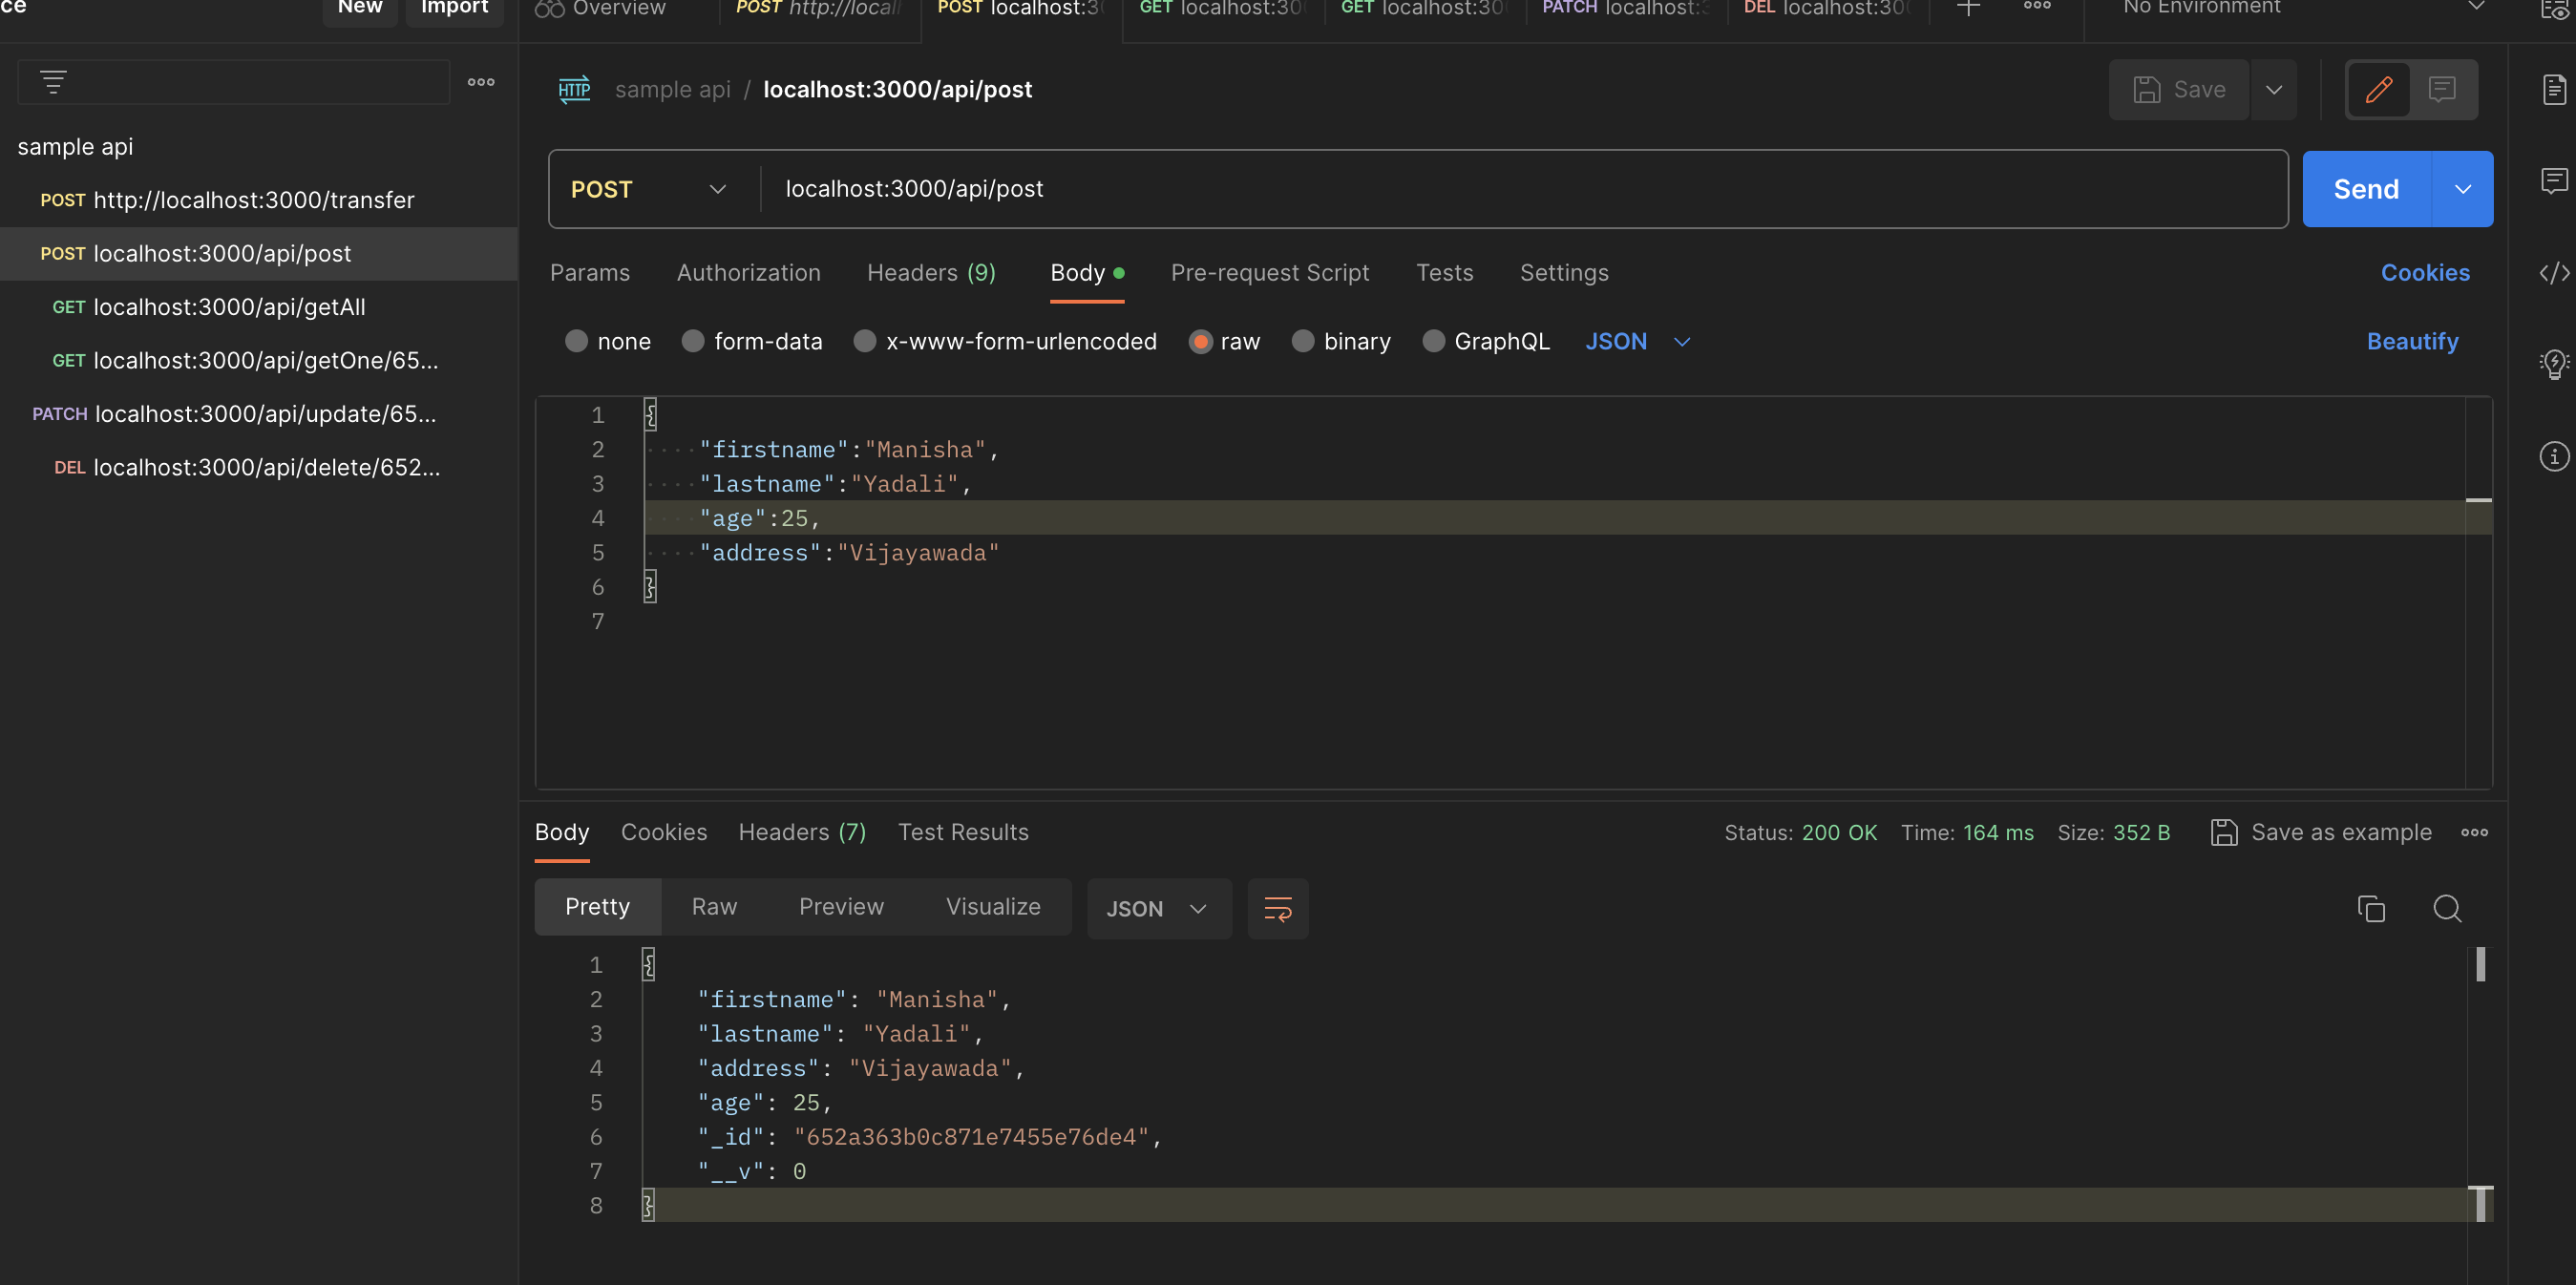 ce
New
Import
Overview
POST http://local
POST localhost:3
GET localhost:30
GET localhost:30
PATCH localhost:3
DEL localhost:30
No Environment
sample api
POST http://localhost:3000/transfer
POST localhost:3000/api/post
GET localhost:3000/api/getAll
GET localhost:3000/api/getOne/65...
PATCH localhost:3000/api/update/65...
DEL localhost:3000/api/delete/652...
HTTP sample api / localhost:3000/api/post
Save
POST localhost:3000/api/post
Send
Params Authorization Headers (9) Body Pre-request Script Tests Settings Cookies
none form-data x-www-form-urlencoded raw binary GraphQL JSON Beautify
1 {
2 "firstname":"Manisha",
3 "lastname":"Yadali",
4 "age":25,
5 "address":"Vijayawada"
6 }
7
Body Cookies Headers (7) Test Results Status: 200 OK Time: 164 ms Size: 352 B Save as example
Pretty Raw Preview Visualize JSON
1 {
2 "firstname": "Manisha",
3 "lastname": "Yadali",
4 "address": "Vijayawada",
5 "age": 25,
6 "_id": "652a363b0c871e7455e76de4",
7 "__v": 0
8 }